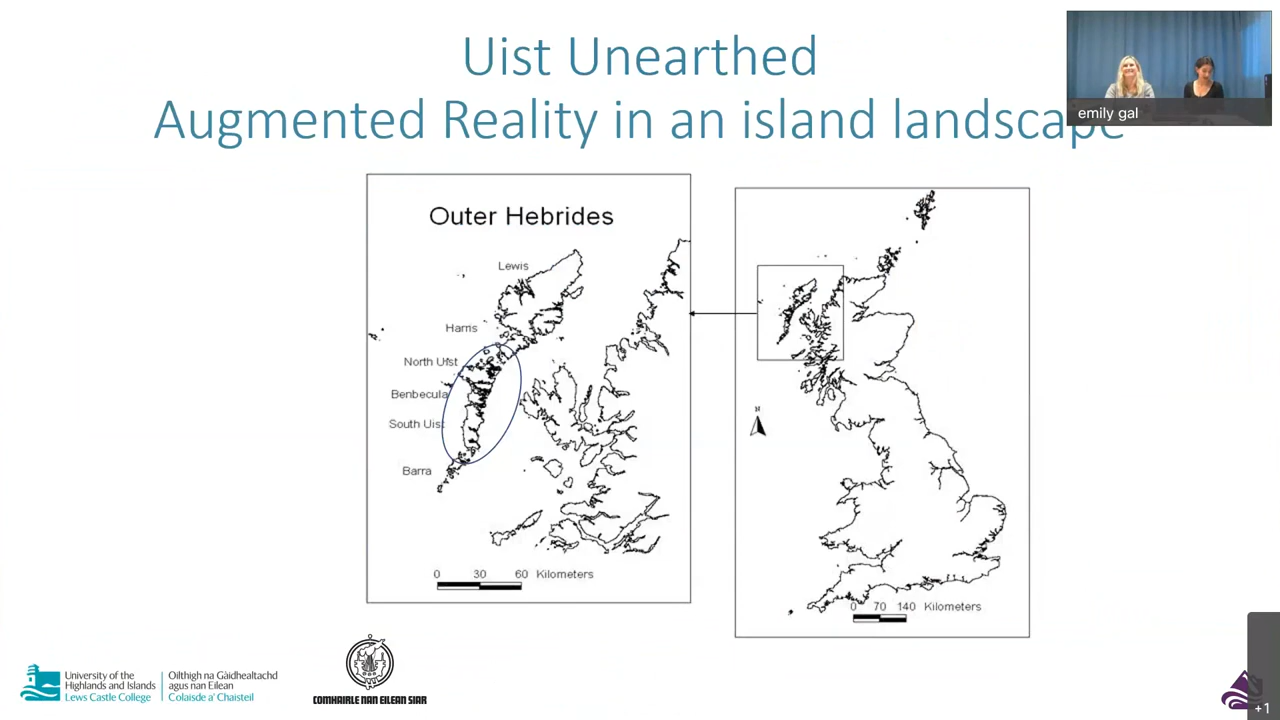 Uist Unearthed
Augmented Reality in an island landscape
emily gal
Outer Hebrides
Lewis
Harris
North Uist
Benbecula
South Uist
Barra
0 30 60 Kilometers
N
0 70 140 Kilometers
University of the
Highlands and Islands
Lews Castle College
Oilthigh na Gàidhealtachd
agus nan Eilean
Colaisde a' Chaisteil
COMHAIRLE NAN EILEAN SIAR
+1